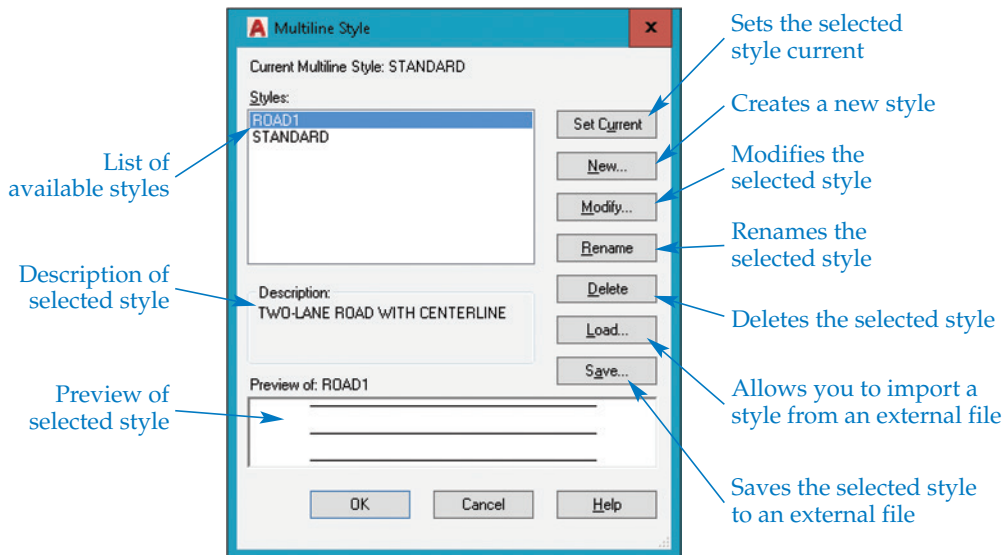 Multiline Style
x
Current Multiline Style: STANDARD
Styles:
ROAD1
STANDARD
Set Current
New...
Modify...
Rename
Delete
Load...
Save...
Description:
TWO-LANE ROAD WITH CENTERLINE
Preview of: ROAD1
OK
Cancel
Help
List of
available styles
Description of
selected style
Preview of
selected style
Sets the selected
style current
Creates a new style
Modifies the
selected style
Renames the
selected style
Deletes the selected style
Allows you to import a
style from an external file
Saves the selected style
to an external file